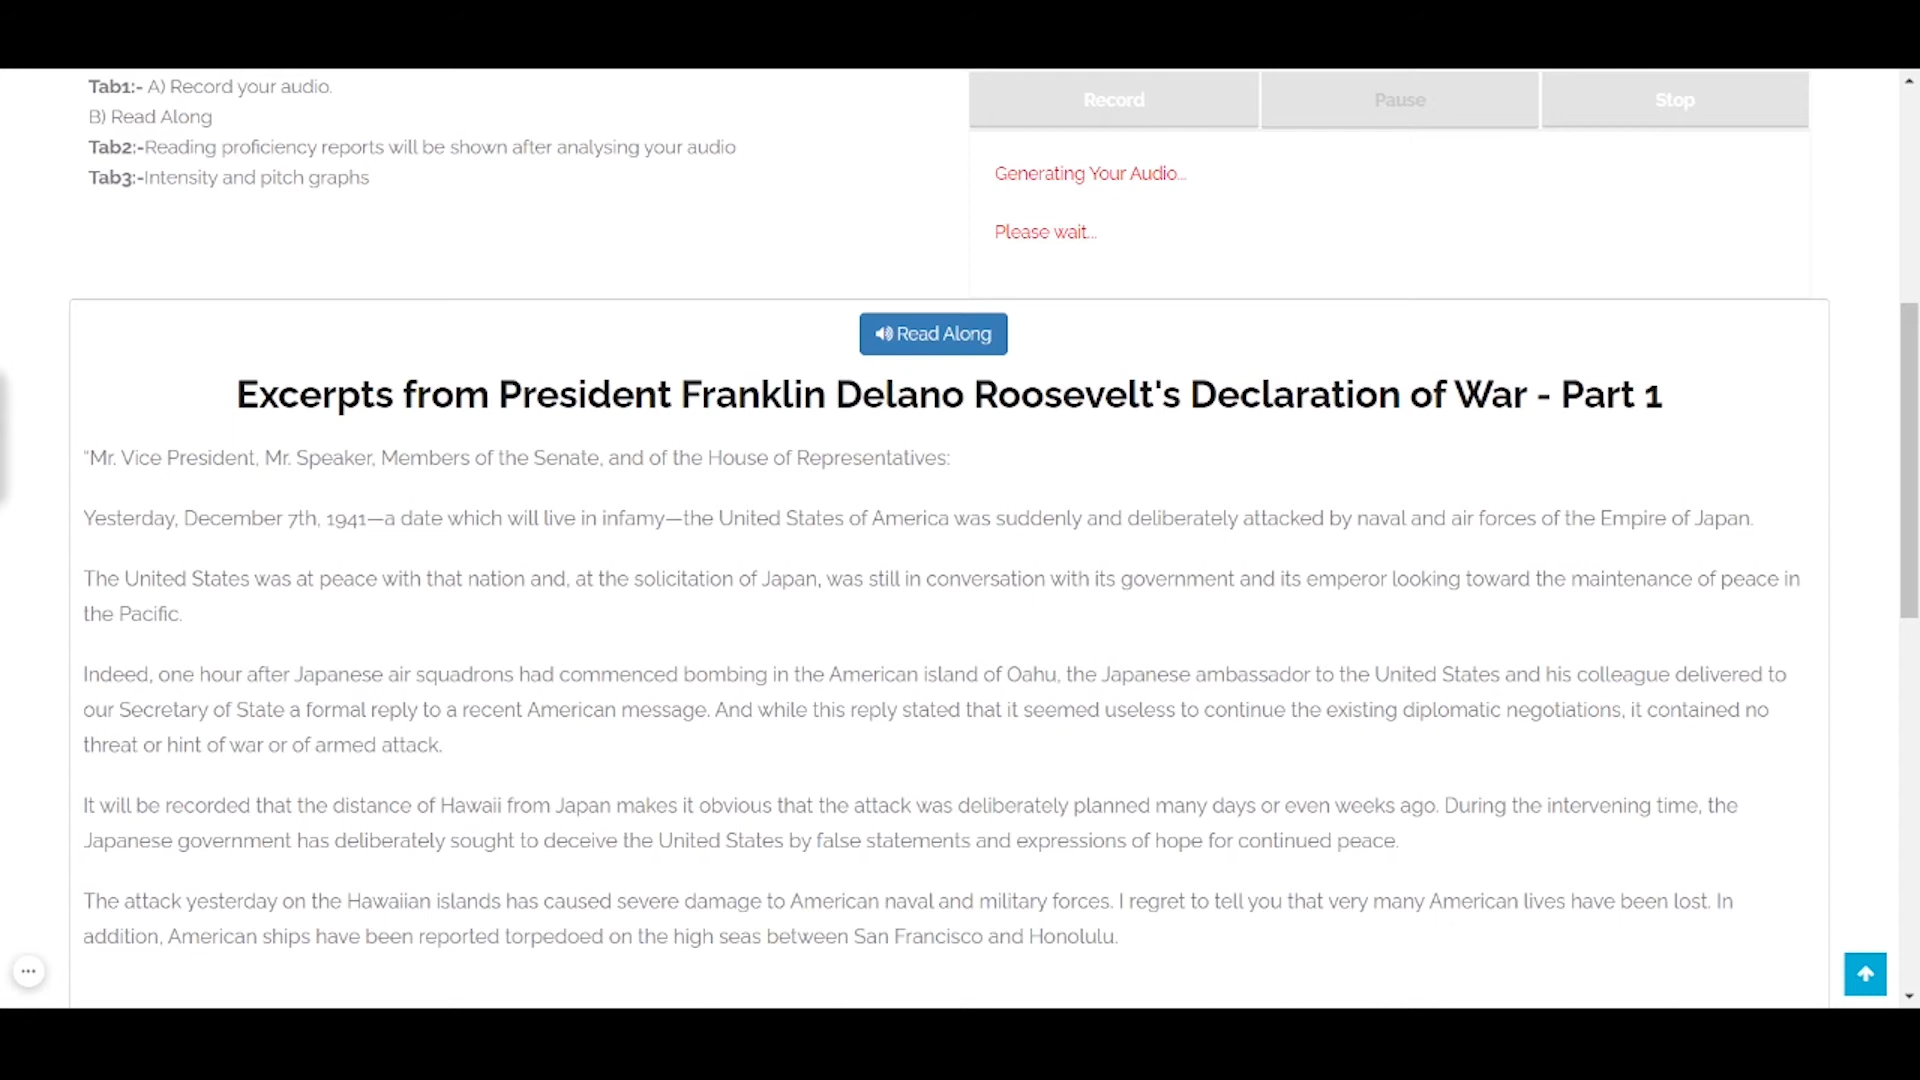 Tab1:- A) Record your audio.
B) Read Along
Tab2:-Reading proficiency reports will be shown after analysing your audio
Tab3:-Intensity and pitch graphs
Record Pause Stop
Generating Your Audio...
Please wait...
Read Along
Excerpts from President Franklin Delano Roosevelt's Declaration of War - Part 1
“Mr. Vice President, Mr. Speaker, Members of the Senate, and of the House of Representatives:
Yesterday, December 7th, 1941—a date which will live in infamy—the United States of America was suddenly and deliberately attacked by naval and air forces of the Empire of Japan.
The United States was at peace with that nation and, at the solicitation of Japan, was still in conversation with its government and its emperor looking toward the maintenance of peace in
the Pacific.
Indeed, one hour after Japanese air squadrons had commenced bombing in the American island of Oahu, the Japanese ambassador to the United States and his colleague delivered to
our Secretary of State a formal reply to a recent American message. And while this reply stated that it seemed useless to continue the existing diplomatic negotiations, it contained no
threat or hint of war or of armed attack.
It will be recorded that the distance of Hawaii from Japan makes it obvious that the attack was deliberately planned many days or even weeks ago. During the intervening time, the
Japanese government has deliberately sought to deceive the United States by false statements and expressions of hope for continued peace.
The attack yesterday on the Hawaiian islands has caused severe damage to American naval and military forces. I regret to tell you that very many American lives have been lost. In
addition, American ships have been reported torpedoed on the high seas between San Francisco and Honolulu.